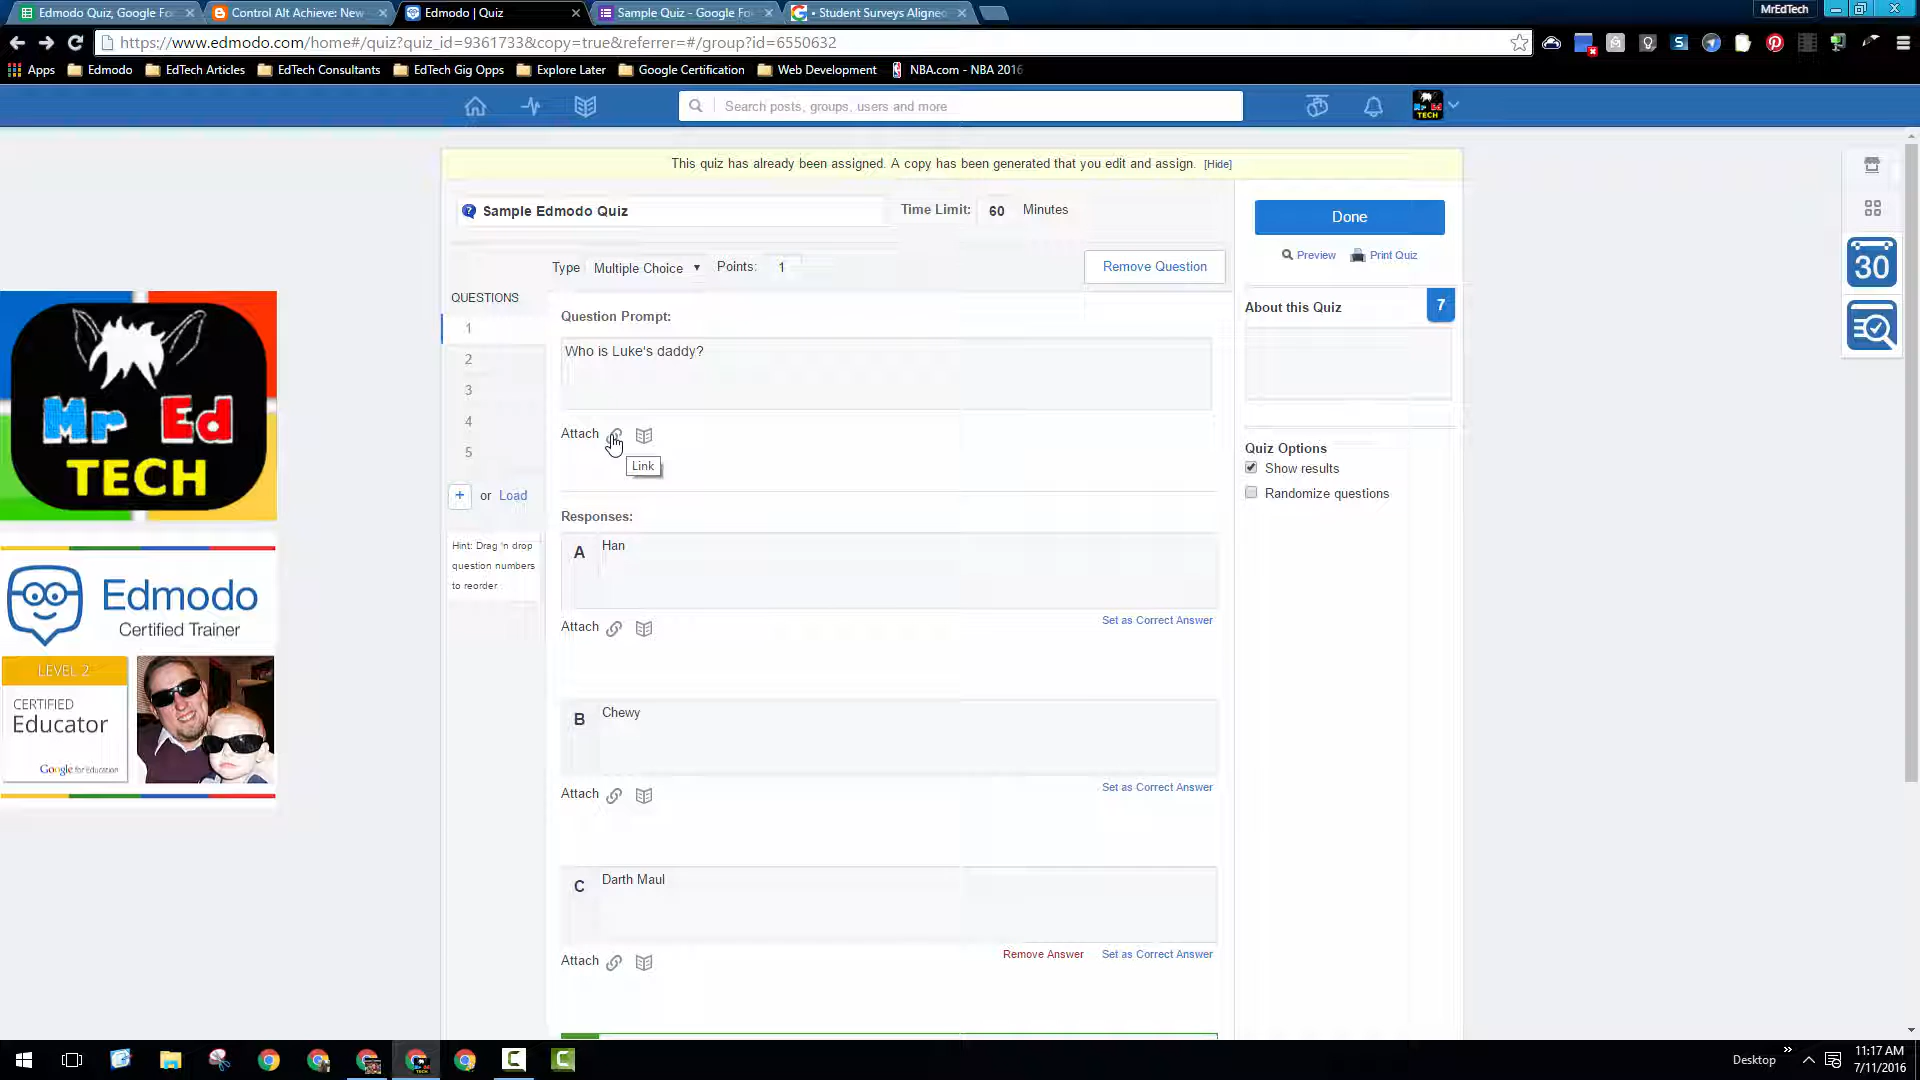 Edmodo Quiz, Google Fo
Control Alt Achieve: New
Edmodo | Quiz
Sample Quiz - Google Fo
• Student Surveys Aligne
MrEdTech
https://www.edmodo.com/home#/quiz?quiz_id=9361733&copy=true&referrer=#/group?id=6550632
Apps
Edmodo
EdTech Articles
EdTech Consultants
EdTech Gig Opps
Explore Later
Google Certification
Web Development
NBA.com - NBA 2016
Search posts, groups, users and more
Mr Ed
TECH
This quiz has already been assigned. A copy has been generated that you edit and assign. [Hide]
Sample Edmodo Quiz
Time Limit: 60 Minutes
Done
Preview
Print Quiz
Type Multiple Choice Points: 1
Remove Question
QUESTIONS
1
2
3
4
5
+ or Load
Hint: Drag 'n drop
question numbers
to reorder
Question Prompt:
Who is Luke's daddy?
Attach
Link
Responses:
A Han
Set as Correct Answer
Attach
B Chewy
Set as Correct Answer
Attach
C Darth Maul
Remove Answer Set as Correct Answer
Attach
About this Quiz
7
Quiz Options
Show results
Randomize questions
30
Mr Ed
TECH
Edmodo
Certified Trainer
LEVEL 2
CERTIFIED
Educator
Google for Education
Desktop
11:17 AM
7/11/2016